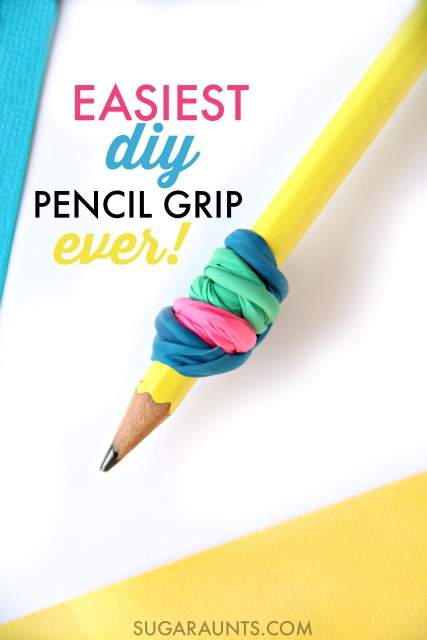 EASIEST
diy
PENCIL GRIP
ever!
SUGARAUNTS.COM